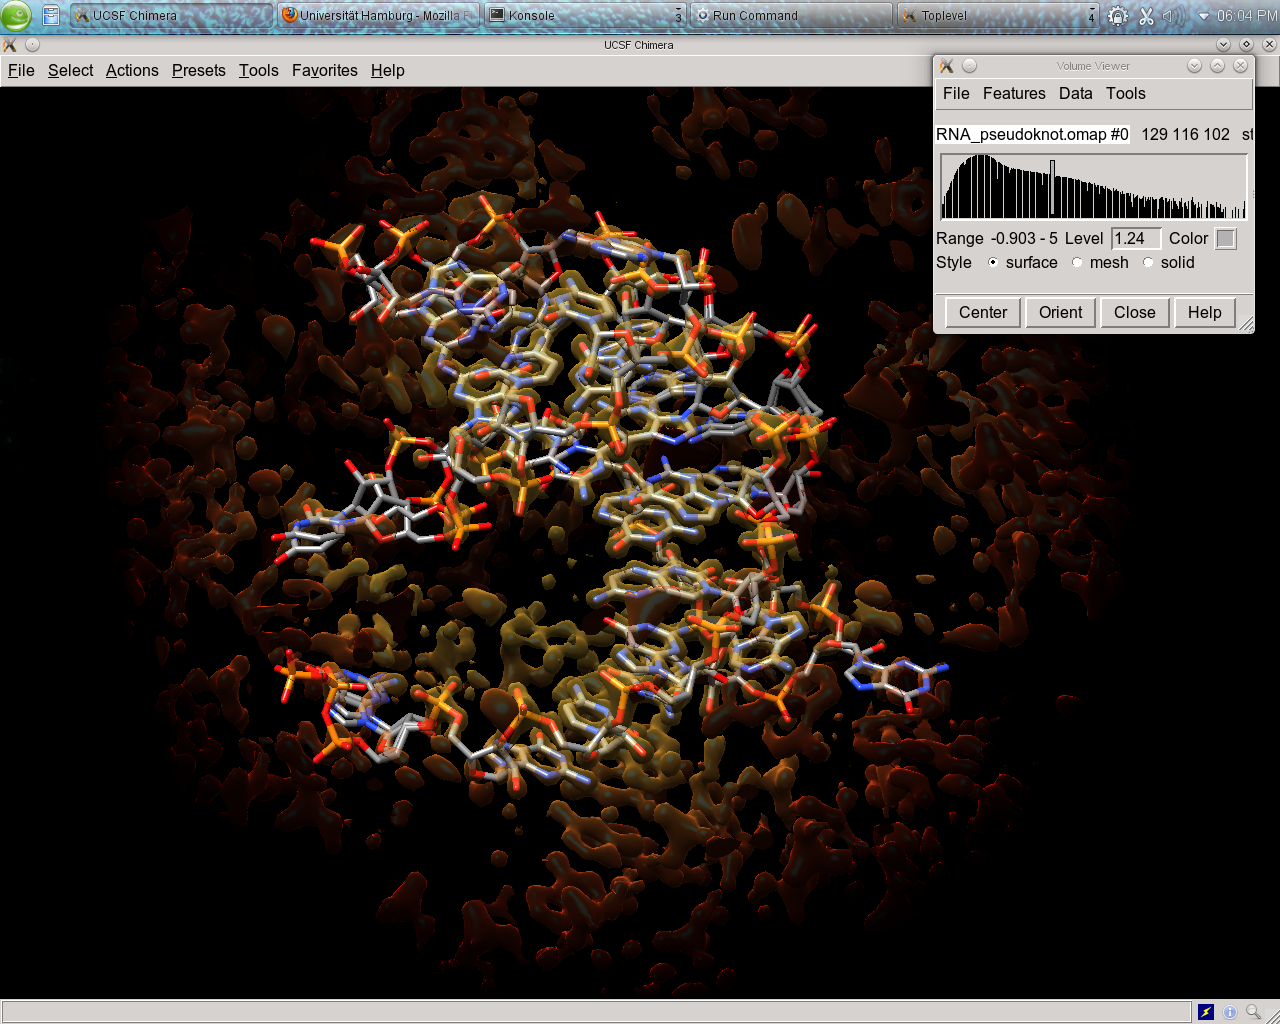 UCSF Chimera Universität Hamburg - Mozilla F Konsole 3 Run Command Toplevel 4 06:04 PM
UCSF Chimera
File Select Actions Presets Tools Favorites Help
Volume Viewer
File Features Data Tools
RNA_pseudoknot.omap #0 129 116 102 st
Range -0.903 - 5 Level 1.24 Color
Style surface mesh solid
Center Orient Close Help